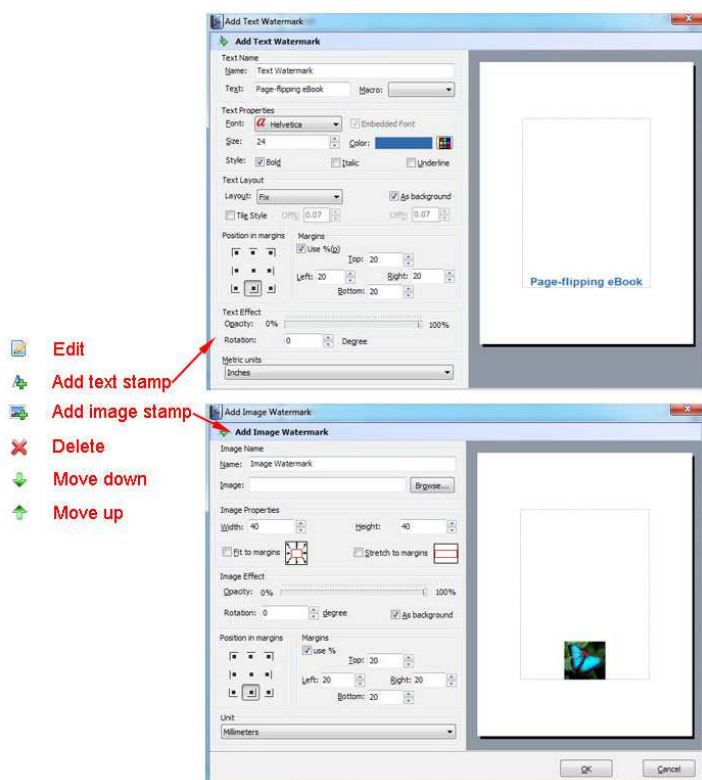 Add Text Watermark
Add Text Watermark
Text Name
Name: Text Watermark
Text: Page-flipping eBook Macro:
Text Properties
Font: a Helvetica Embedded Font
Size: 24 Color:
Style: Bold Italic Underline
Text Layout
Layout: Fix As background
Tile Style OffX: 0.07 OffY: 0.07
Position in margins Margins
Use %(p)
Top: 20
Left: 20 Right: 20
Bottom: 20
Text Effect
Opacity: 0% 100%
Rotation: 0 Degree
Metric units
Inches
Page-flipping eBook
Edit
Add text stamp
Add image stamp
Delete
Move down
Move up
Add Image Watermark
Add Image Watermark
Image Name
Name: Image Watermark
Image: Browse...
Image Properties
Width: 40 Height: 40
Fit to margins Stretch to margins
Image Effect
Opacity: 0% 100%
Rotation: 0 degree As background
Position in margins Margins
use %
Top: 20
Left: 20 Right: 20
Bottom: 20
Unit
Millimeters
OK Cancel